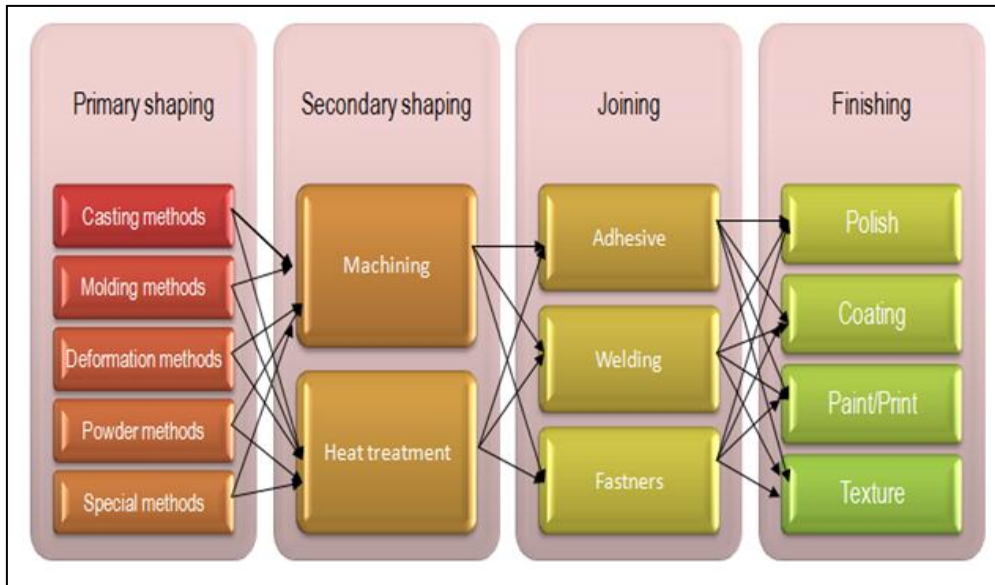 Primary shaping
Casting methods
Molding methods
Deformation methods
Powder methods
Special methods
Secondary shaping
Machining
Heat treatment
Joining
Adhesive
Welding
Fastners
Finishing
Polish
Coating
Paint/Print
Texture